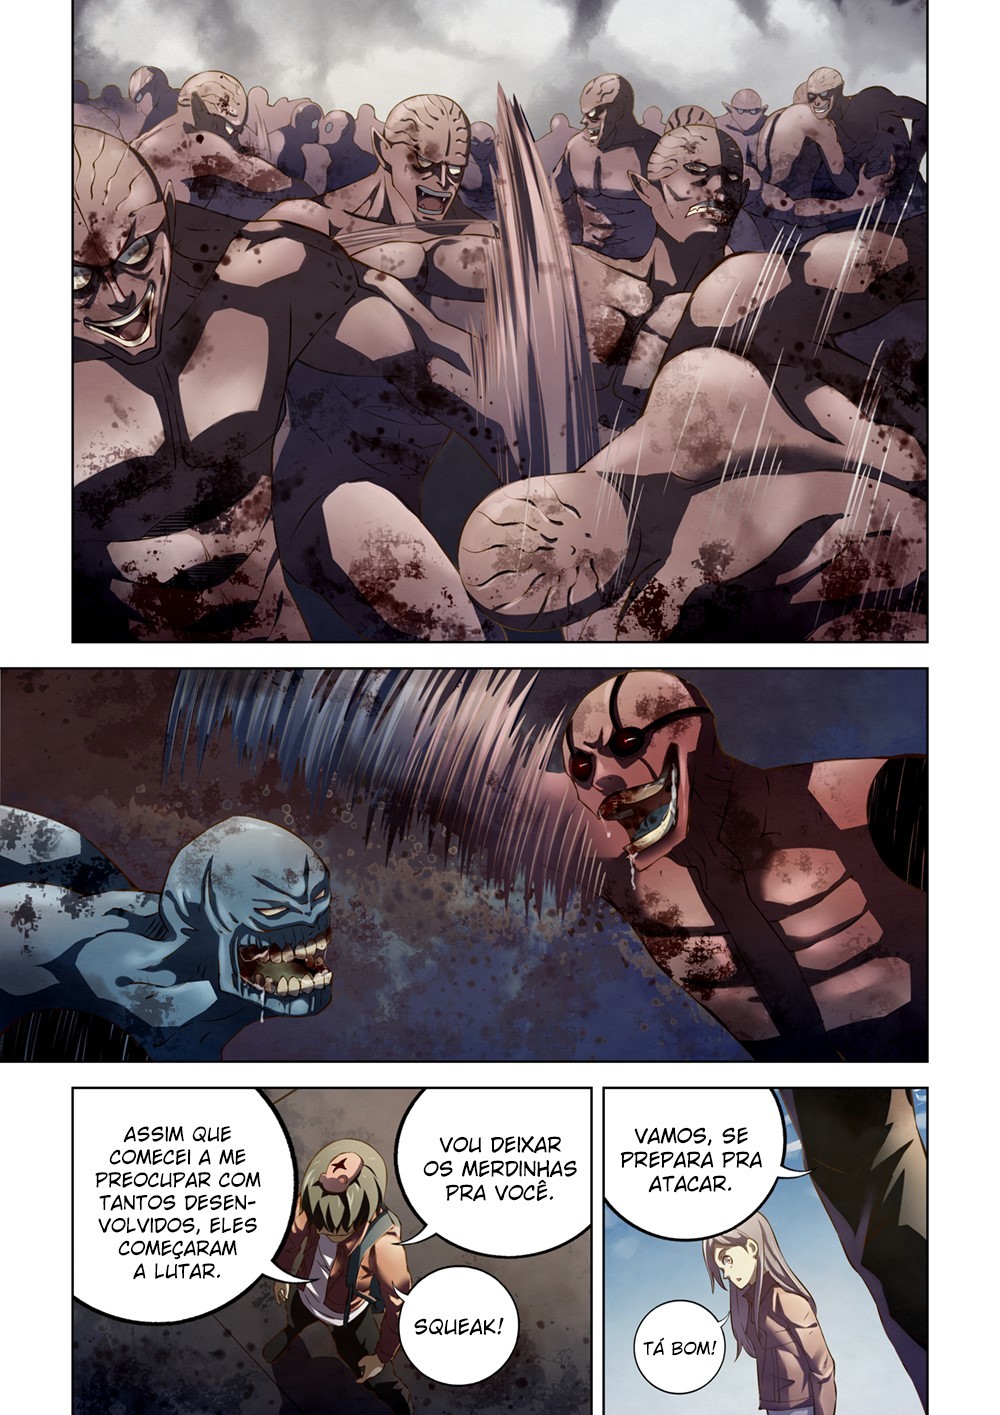 ASSIM QUE
COMECEI A ME
PREOCUPAR COM
TANTOS DESEN-
VOLVIDOS, ELES
COMEÇARAM
A LUTAR.
VOU DEIXAR
OS MERDINHAS
PRA VOCÊ.
SQUEAK!
VAMOS, SE
PREPARA PRA
ATACAR.
TÁ BOM!